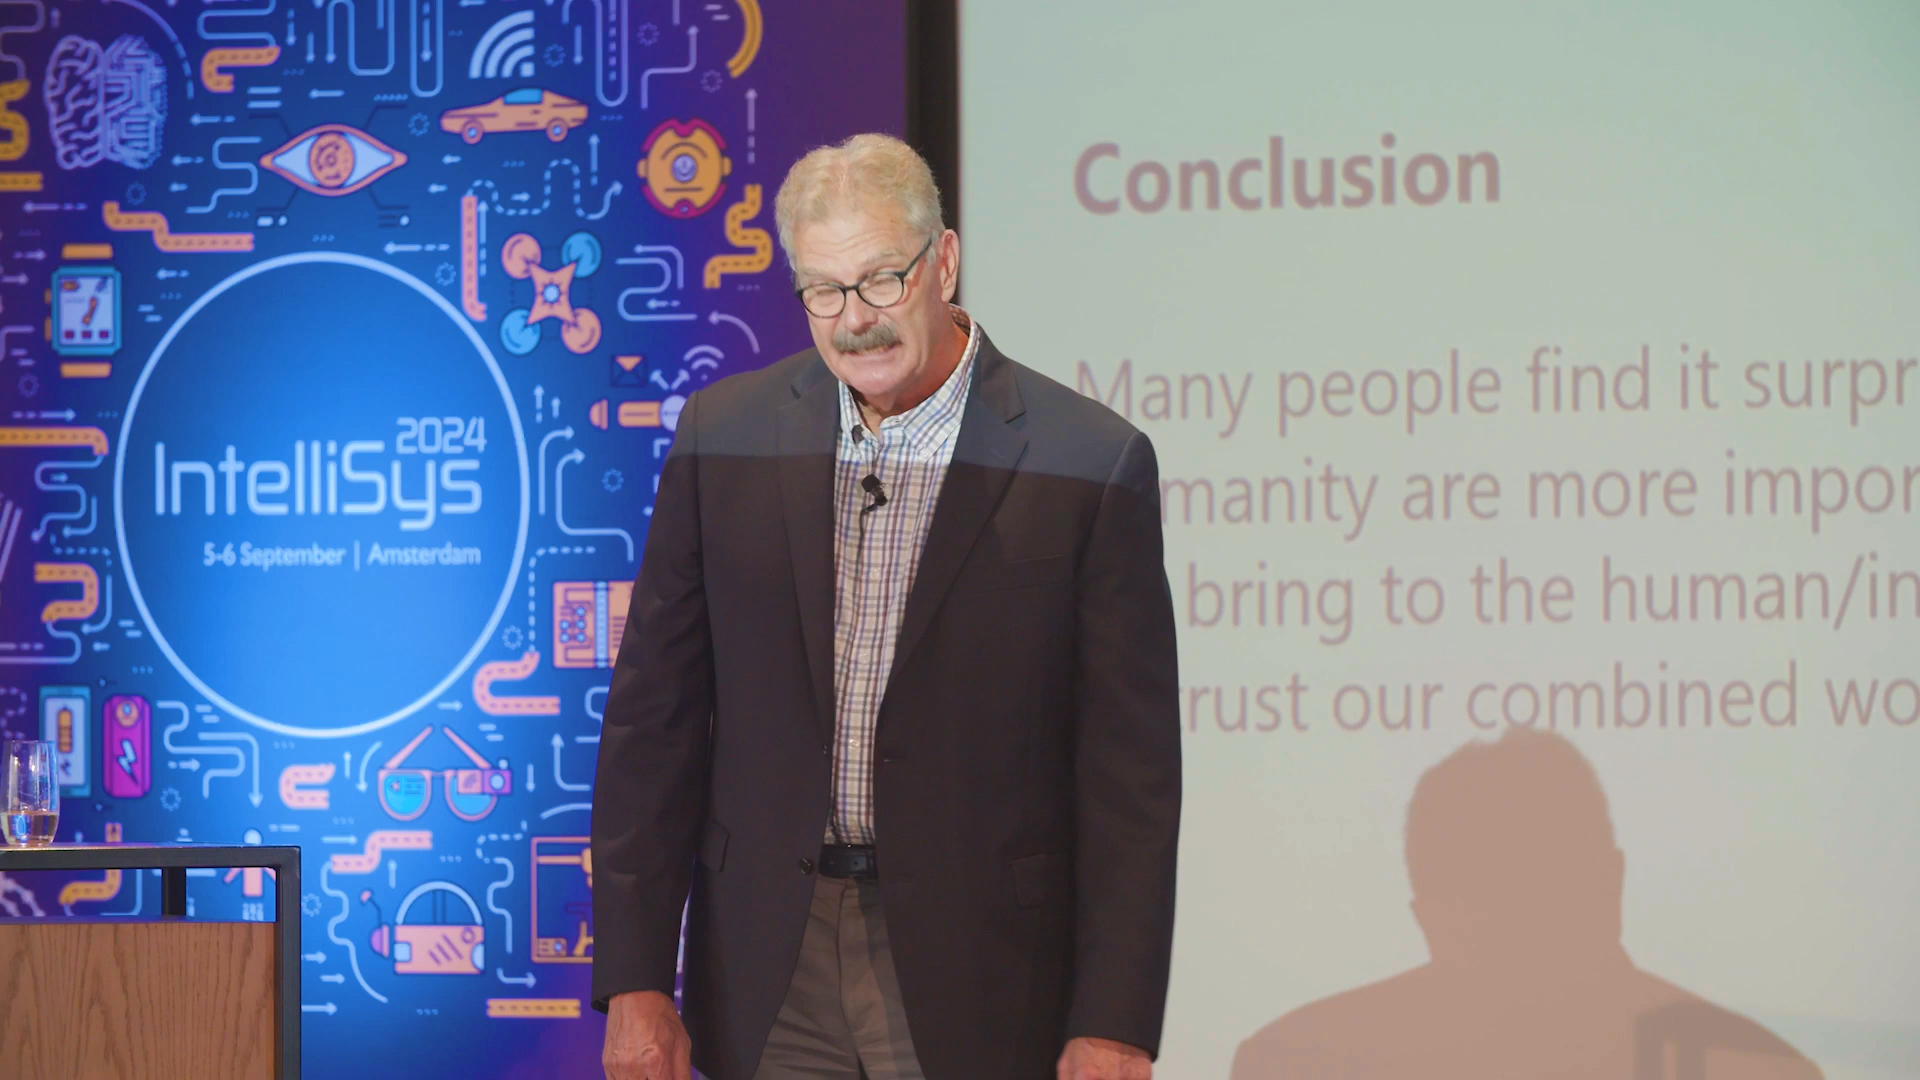 2024
IntelliSys
5-6 September | Amsterdam
Conclusion
Many people find it surpr
manity are more impor
bring to the human/in
trust our combined wo